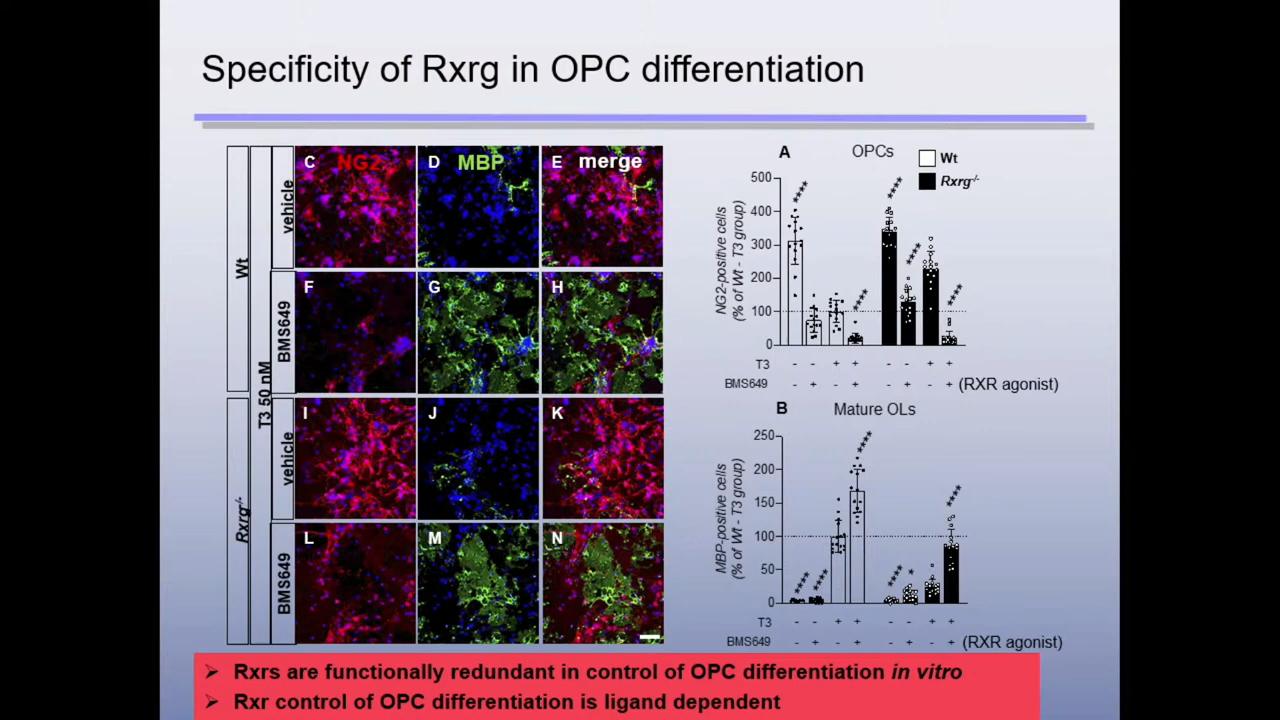 Specificity of Rxrg in OPC differentiation
Wt
Rxrg-/-
T3 50 nM
vehicle
BMS649
vehicle
BMS649
C NG2 D MBP E merge
F G H
I J K
L M N
A OPCs
Wt
Rxrg-/-
NG2-positive cells
(% of Wt - T3 group)
500
400
300
200
100
0
**** **** **** **** ****
T3 - - + + - - + +
BMS649 - + - + - + - + (RXR agonist)
B Mature OLs
MBP-positive cells
(% of Wt - T3 group)
250
200
150
100
50
0
**** **** **** **** * ****
T3 - - + + - - + +
BMS649 - + - + - + - + (RXR agonist)
➢ Rxrs are functionally redundant in control of OPC differentiation in vitro
➢ Rxr control of OPC differentiation is ligand dependent